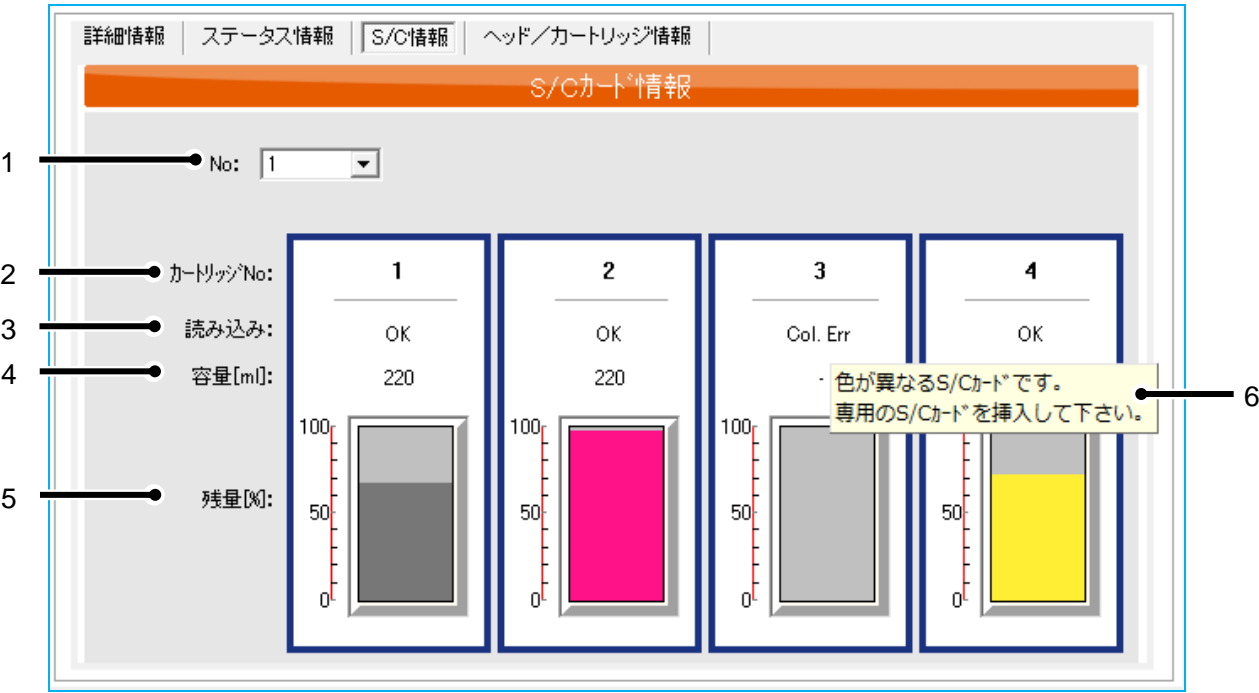 詳細情報 ステータス情報 S/C情報 ヘッド／カートリッジ情報
S/Cｶｰﾄﾞ情報
1 No: 1
2 ｶｰﾄﾘｯｼﾞNo: 1 2 3 4
3 読み込み: OK OK Col. Err OK
4 容量[ml]: 220 220 -
色が異なるS/Cｶｰﾄﾞです。
専用のS/Cｶｰﾄﾞを挿入して下さい。
6
100 100 100
5 残量[%]:
50 50 50 50
0 0 0 0